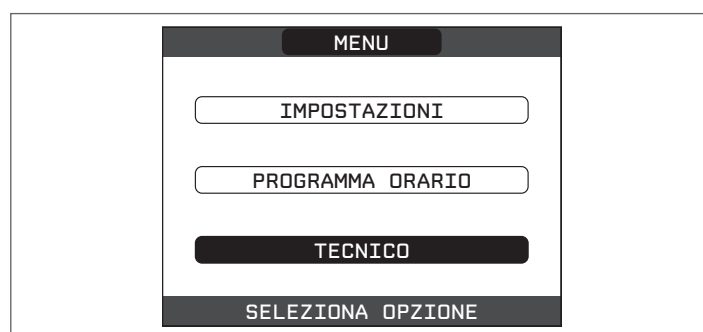 MENU
IMPOSTAZIONI
PROGRAMMA ORARIO
TECNICO
SELEZIONA OPZIONE